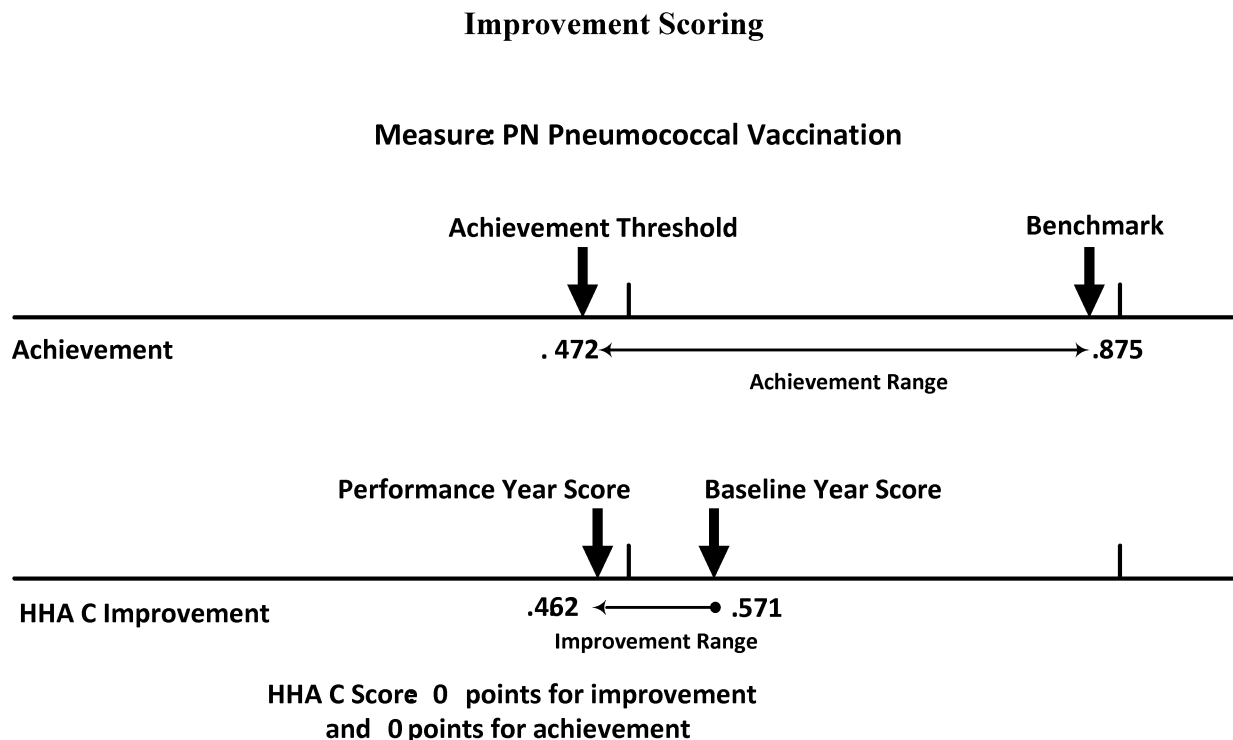 Improvement Scoring
Measure: PN Pneumococcal Vaccination
Achievement Threshold Benchmark
Achievement .472 .875
Achievement Range
Performance Year Score Baseline Year Score
HHA C Improvement .462 .571
Improvement Range
HHA C Score: 0 points for improvement
and 0 points for achievement